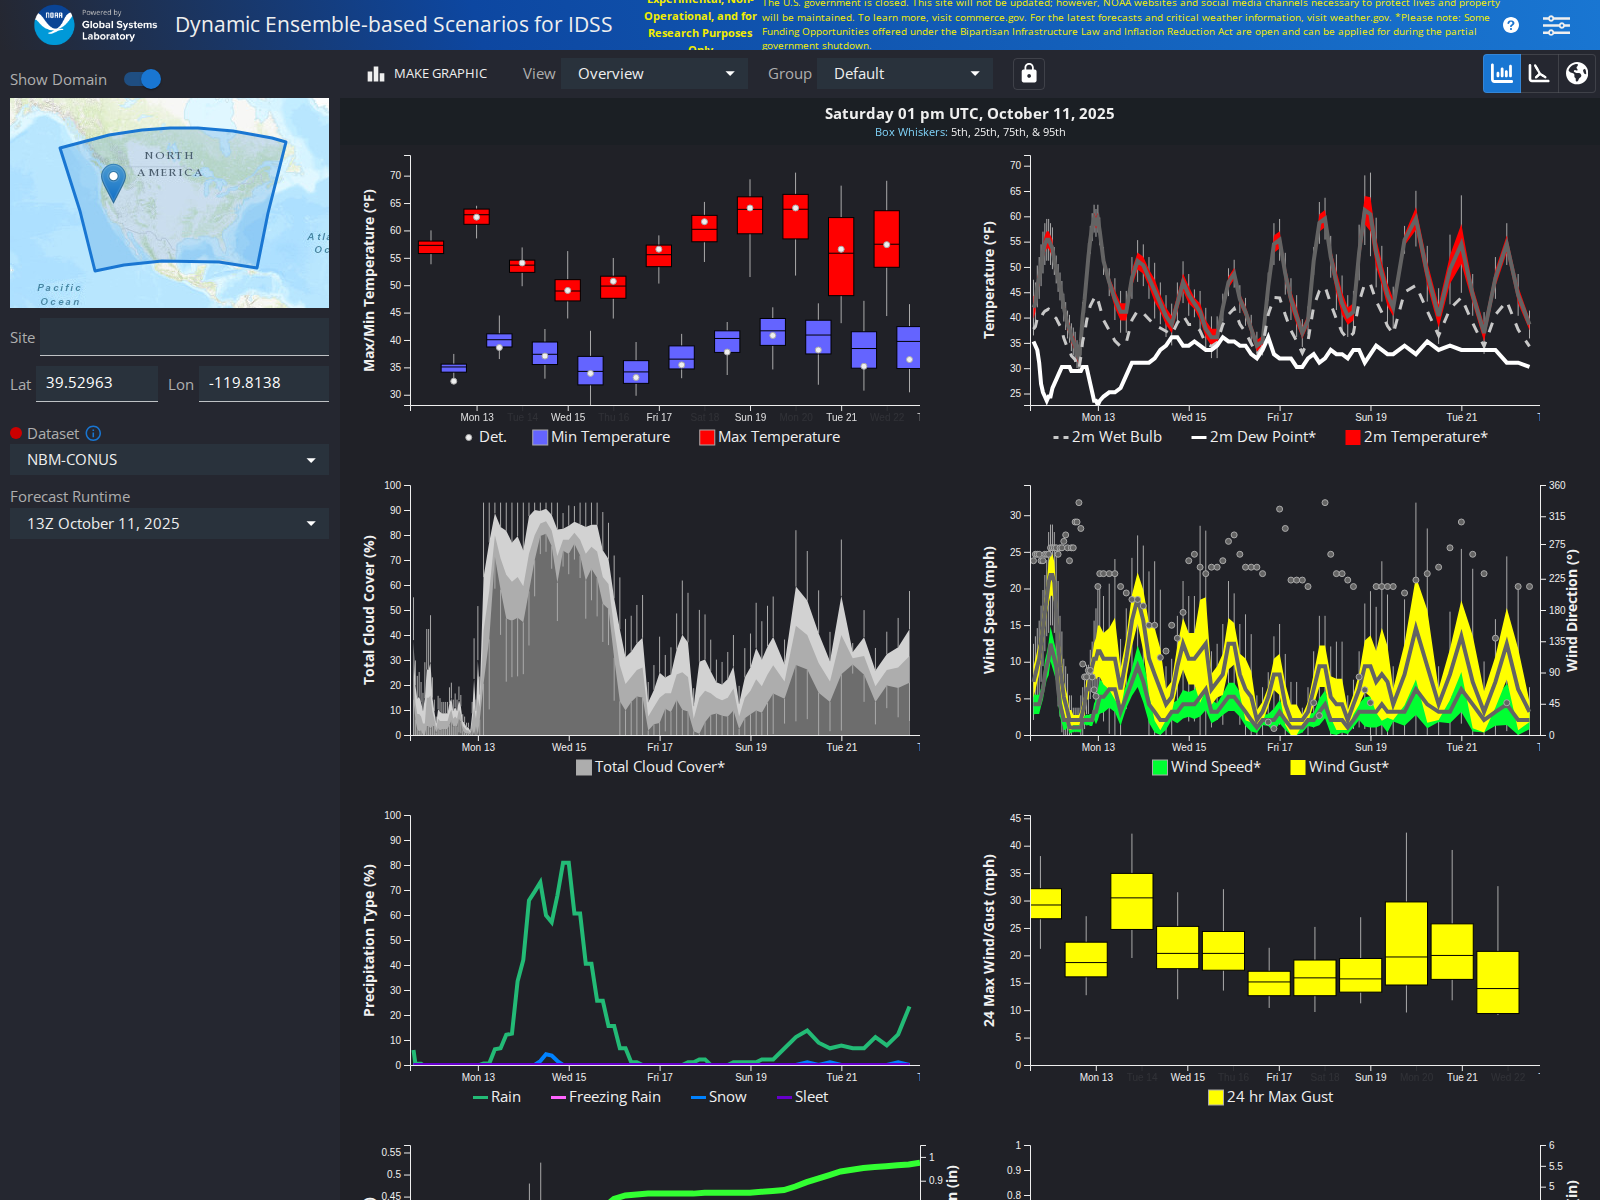 NOAA
Powered by
Global Systems
Laboratory
Dynamic Ensemble-based Scenarios for IDSS
Experimental, Non-
Operational, and for
Research Purposes
Only
The U.S. government is closed. This site will not be updated; however, NOAA websites and social media channels necessary to protect lives and property
will be maintained. To learn more, visit commerce.gov. For the latest forecasts and critical weather information, visit weather.gov. *Please note: Some
Funding Opportunities offered under the Bipartisan Infrastructure Law and Inflation Reduction Act are open and can be applied for during the partial
government shutdown.
?
Show Domain
MAKE GRAPHIC
View
Overview
Group
Default
NORTH
AMERICA
Pacific
Ocean
Atla
Oc
Site
Lat
39.52963
Lon
-119.8138
Dataset
NBM-CONUS
Forecast Runtime
13Z October 11, 2025
Saturday 01 pm UTC, October 11, 2025
Box Whiskers: 5th, 25th, 75th, & 95th
Max/Min Temperature (°F)
70
65
60
55
50
45
40
35
30
Mon 13
Tue 14
Wed 15
Thu 16
Fri 17
Sat 18
Sun 19
Mon 20
Tue 21
Wed 22
T
Det.
Min Temperature
Max Temperature
Temperature (°F)
70
65
60
55
50
45
40
35
30
25
Mon 13
Wed 15
Fri 17
Sun 19
Tue 21
T
2m Wet Bulb
2m Dew Point*
2m Temperature*
Total Cloud Cover (%)
100
90
80
70
60
50
40
30
20
10
0
Mon 13
Wed 15
Fri 17
Sun 19
Tue 21
T
Total Cloud Cover*
Wind Speed (mph)
30
25
20
15
10
5
0
360
315
275
225
180
135
90
45
0
Wind Direction (°)
Mon 13
Wed 15
Fri 17
Sun 19
Tue 21
T
Wind Speed*
Wind Gust*
Precipitation Type (%)
100
90
80
70
60
50
40
30
20
10
0
Mon 13
Wed 15
Fri 17
Sun 19
Tue 21
T
Rain
Freezing Rain
Snow
Sleet
24 Max Wind/Gust (mph)
45
40
35
30
25
20
15
10
5
0
Mon 13
Tue 14
Wed 15
Thu 16
Fri 17
Sat 18
Sun 19
Mon 20
Tue 21
Wed 22
T
24 hr Max Gust
0.55
0.5
0.45
1
0.9
n (in)
1
0.9
0.8
6
5.5
5
in)